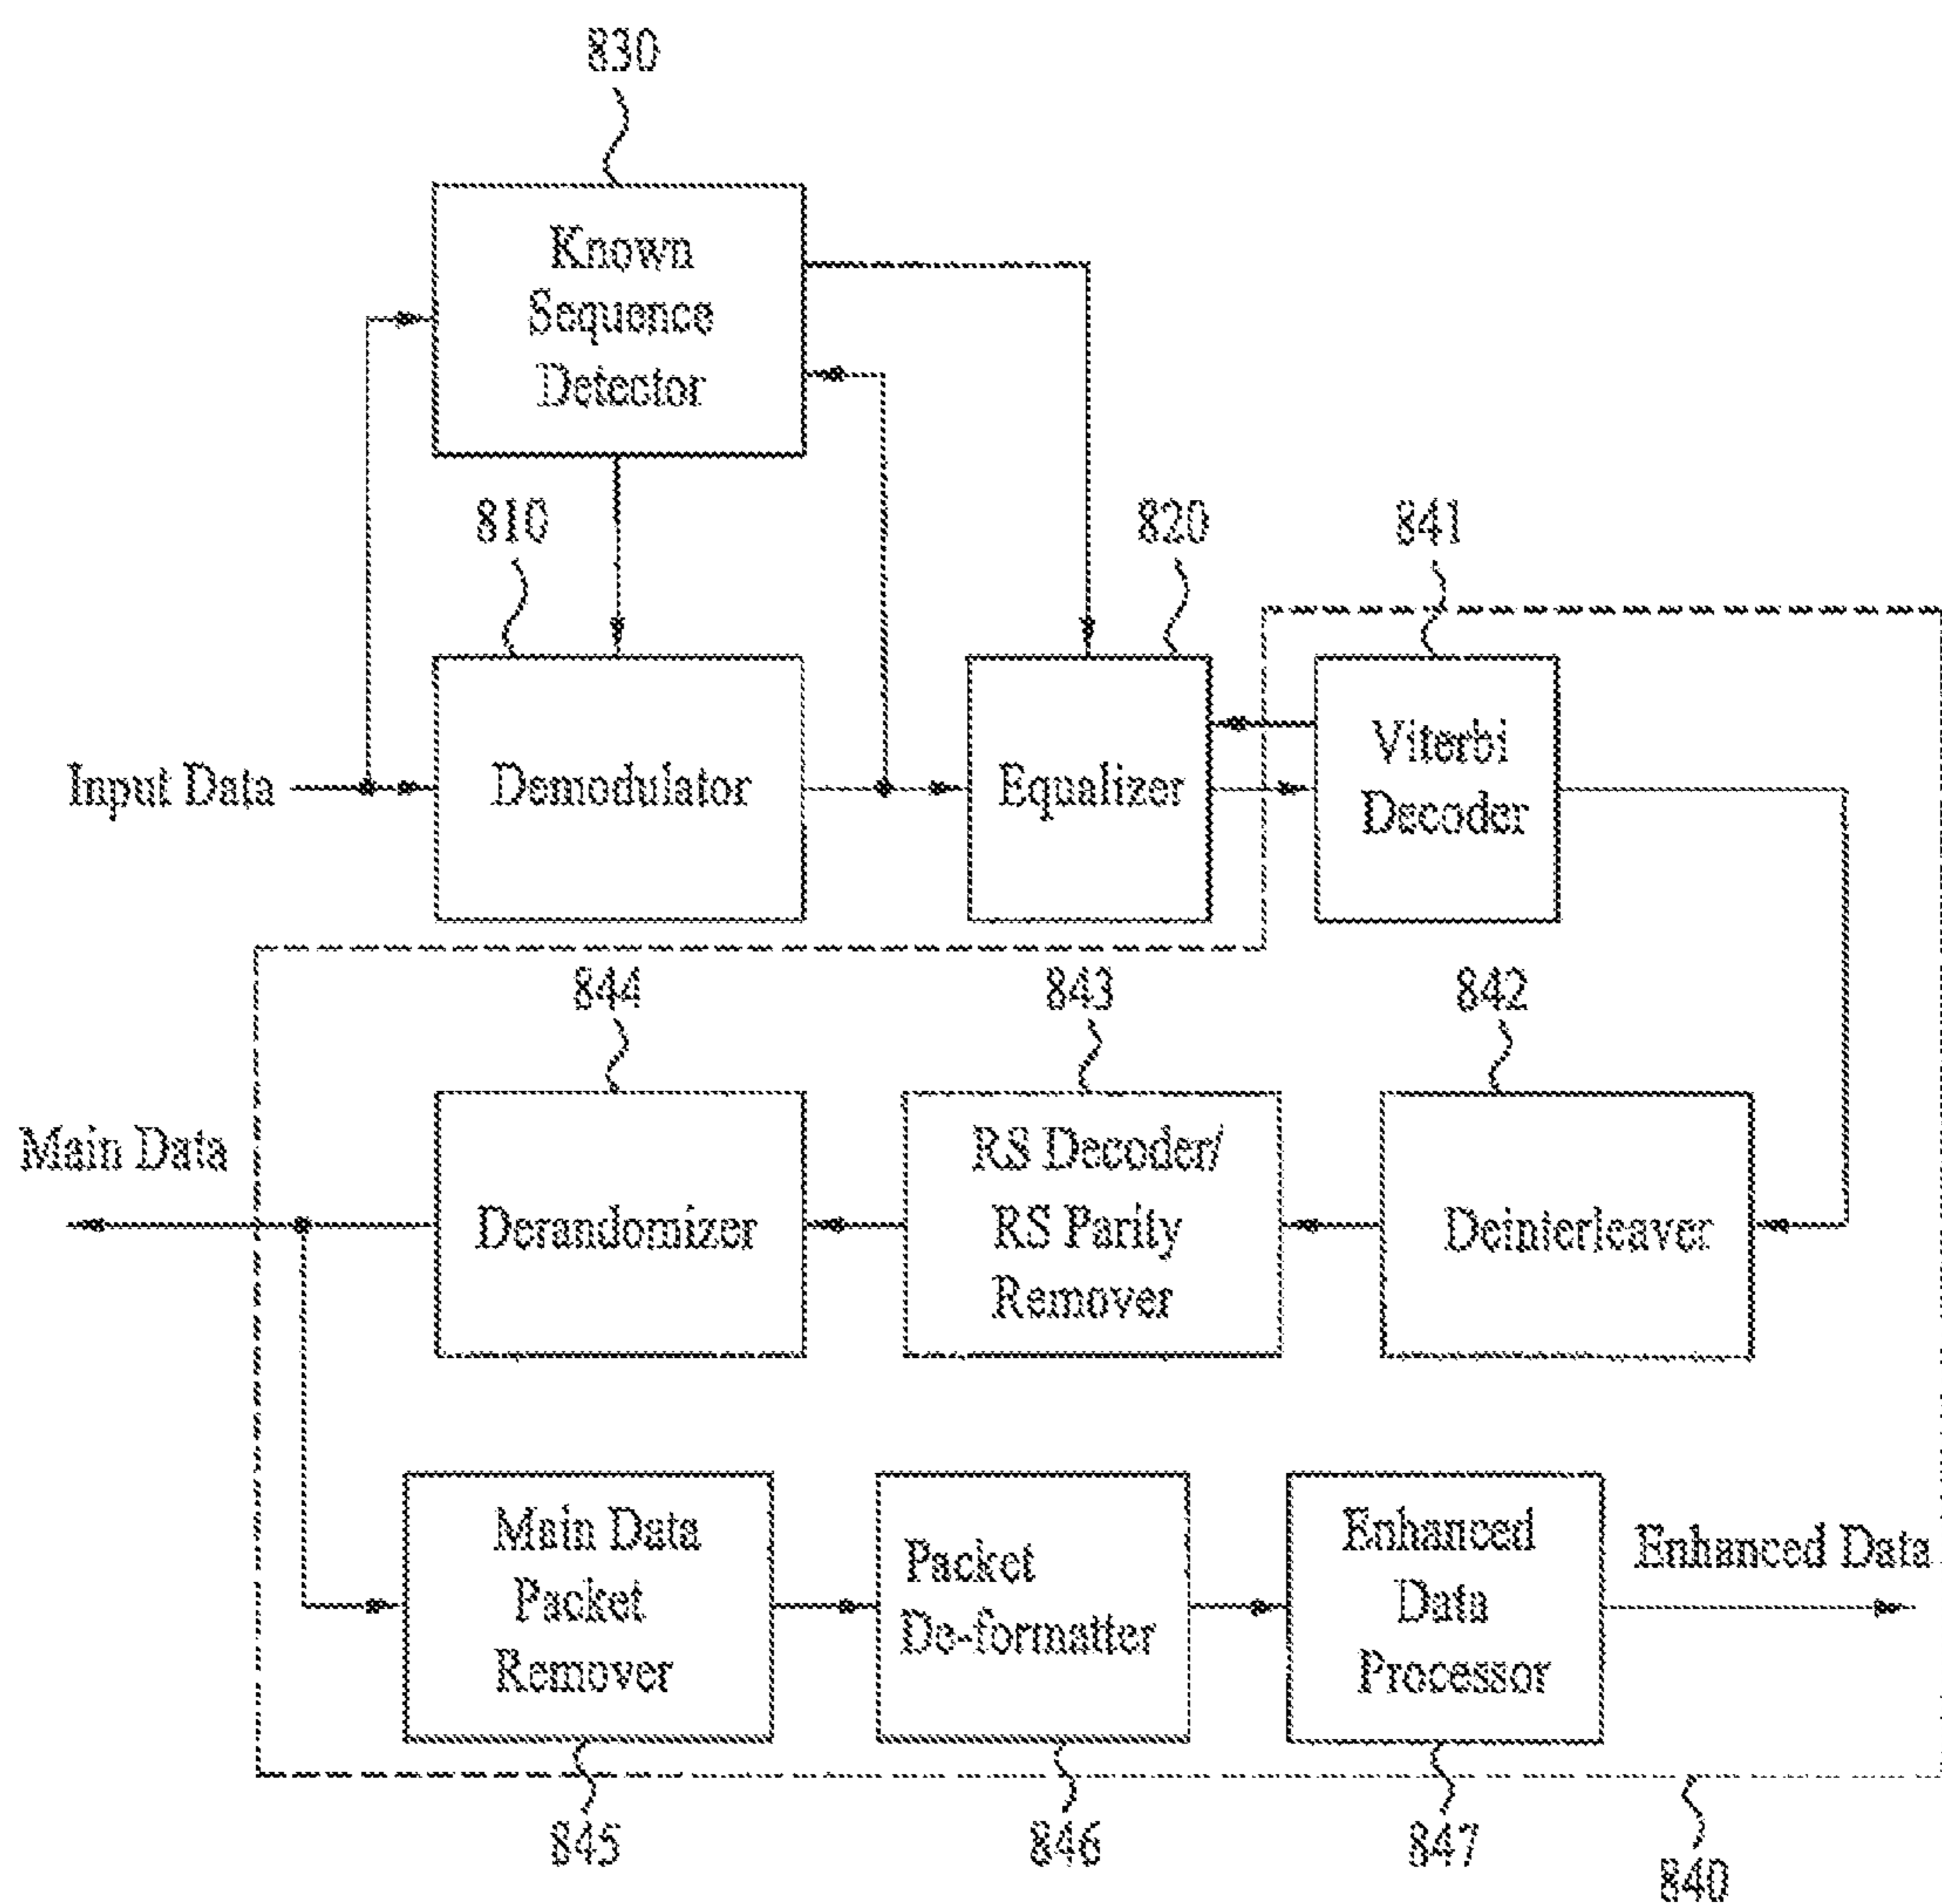 830
Known
Sequence
Detector
810
820
841
Input Data
Demodulator
Equalizer
Viterbi
Decoder
844
843
842
Main Data
Derandomizer
RS Decoder/
RS Parity
Remover
Deinterleaver
Main Data
Packet
Remover
Packet
De-formatter
Enhanced
Data
Processor
Enhanced Data
845
846
847
840